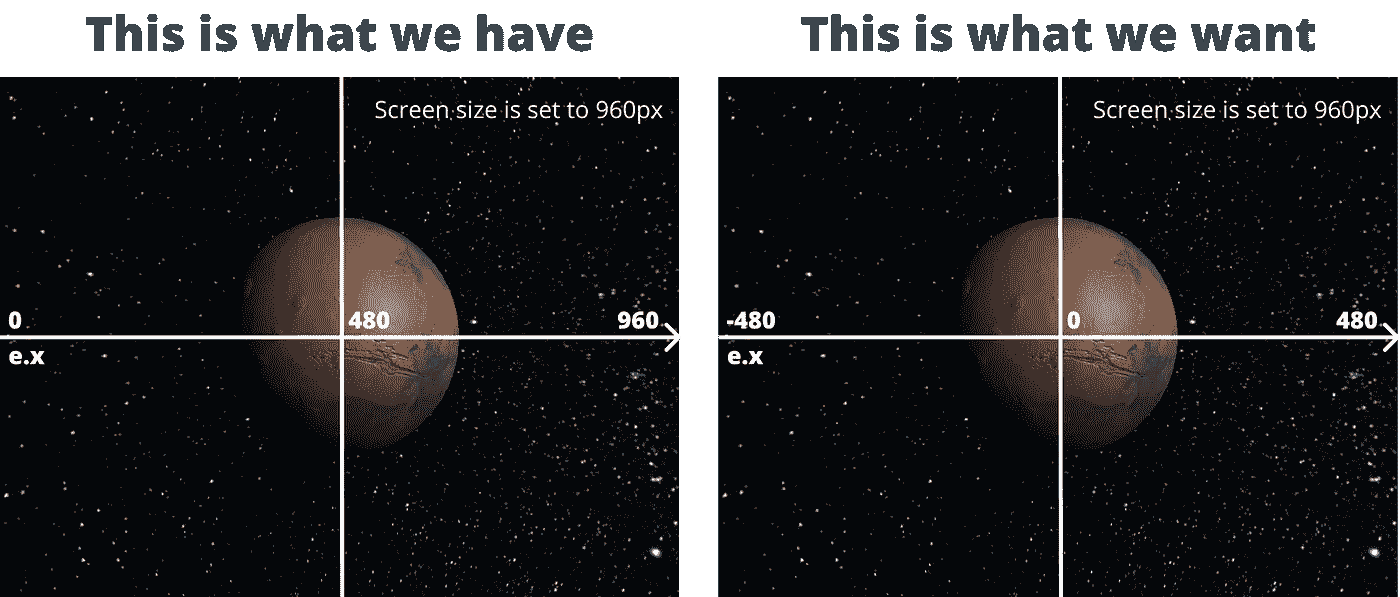 This is what we have
Screen size is set to 960px
0
480
960
e.x
This is what we want
Screen size is set to 960px
-480
0
480
e.x